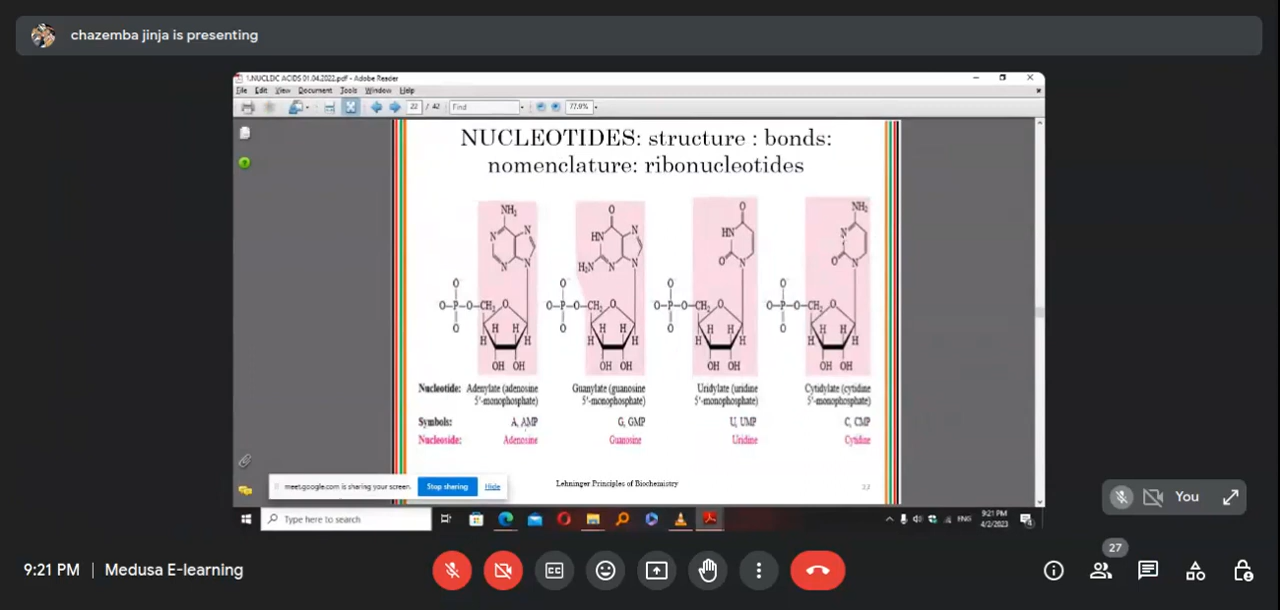 chazemba jinja is presenting
1.NUCLDC ACIDS 01.04.2022.pdf - Adobe Reader
File Edit View Document Tools Window Help
22 / 42 Find 77.9%
NUCLEOTIDES: structure : bonds:
nomenclature: ribonucleotides
NH₂ O O NH₂
N N HN N HN N
N N H₂N N N O N O N
O O O⁻ O O⁻
O–P–O–CH₂ O O–P–O–CH₂ O O–P–O–CH₂ O O–P–O–CH₂ O
O O O O
H H H H H H H H
H H H H H H H H
OH OH OH OH OH OH OH OH
Nucleotide: Adenylate (adenosine Guanylate (guanosine Uridylate (uridine Cytidylate (cytidine
5'-monophosphate) 5'-monophosphate) 5'-monophosphate) 5'-monophosphate)
Symbols: A, AMP G, GMP U, UMP C, CMP
Nucleoside: Adenosine Guanosine Uridine Cytidine
meet.google.com is sharing your screen. Stop sharing Hide
Lehninger Principles of Biochemistry
Type here to search
ENG
9:21 PM
4/2/2023
You
27
9:21 PM | Medusa E-learning